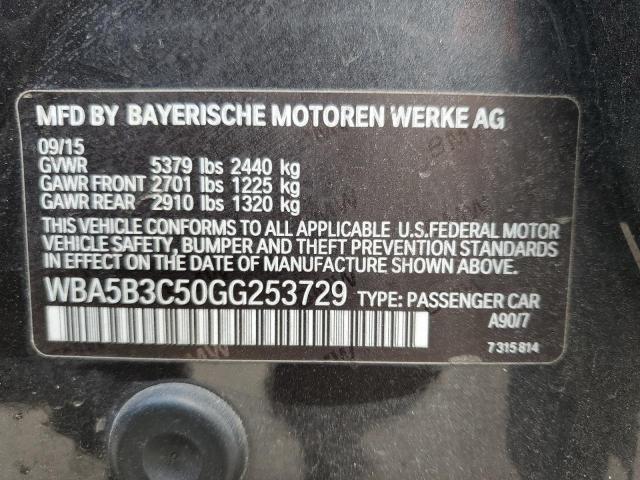 MFD BY BAYERISCHE MOTOREN WERKE AG
09/15
GVWR 5379 lbs 2440 kg
GAWR FRONT 2701 lbs 1225 kg
GAWR REAR 2910 lbs 1320 kg
THIS VEHICLE CONFORMS TO ALL APPLICABLE U.S.FEDERAL MOTOR
VEHICLE SAFETY, BUMPER AND THEFT PREVENTION STANDARDS
IN EFFECT ON THE DATE OF MANUFACTURE SHOWN ABOVE.
WBA5B3C50GG253729 TYPE: PASSENGER CAR
A90/7
7315814